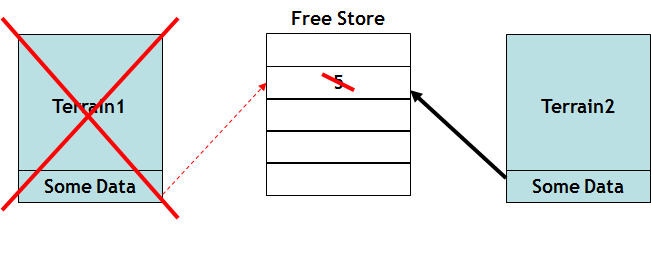 Free Store
Terrain1
5
Terrain2
Some Data
Some Data